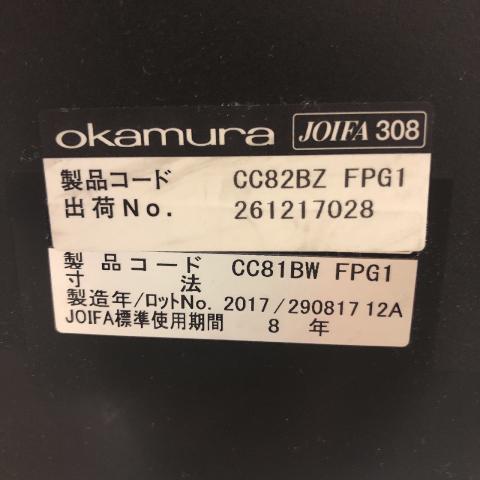 okamura JOIFA 308
製品コード CC82BZ FPG1
出荷No. 261217028
製品コード CC81BW FPG1
寸法
製造年/ロットNo. 2017/290817 12A
JOIFA標準使用期間 8 年